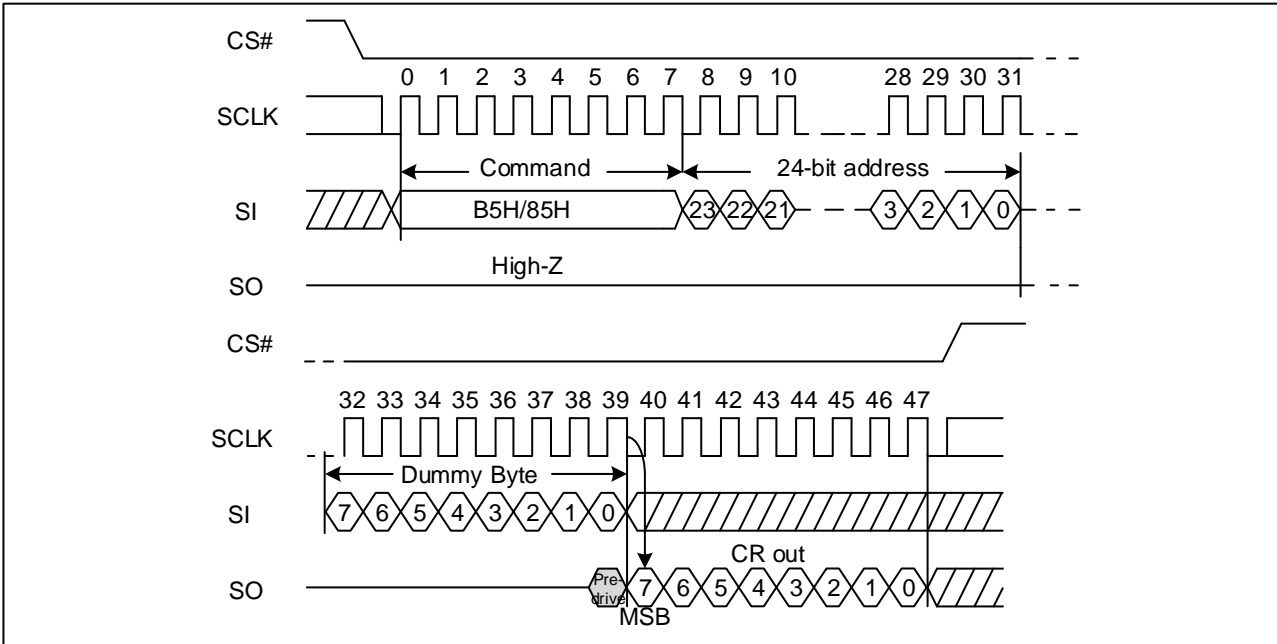 CS#
0 1 2 3 4 5 6 7 8 9 10 28 29 30 31
SCLK
Command 24-bit address
SI B5H/85H 23 22 21 3 2 1 0
High-Z
SO
CS#
32 33 34 35 36 37 38 39 40 41 42 43 44 45 46 47
SCLK
Dummy Byte
SI 7 6 5 4 3 2 1 0
CR out
SO Pre-drive 7 6 5 4 3 2 1 0
MSB